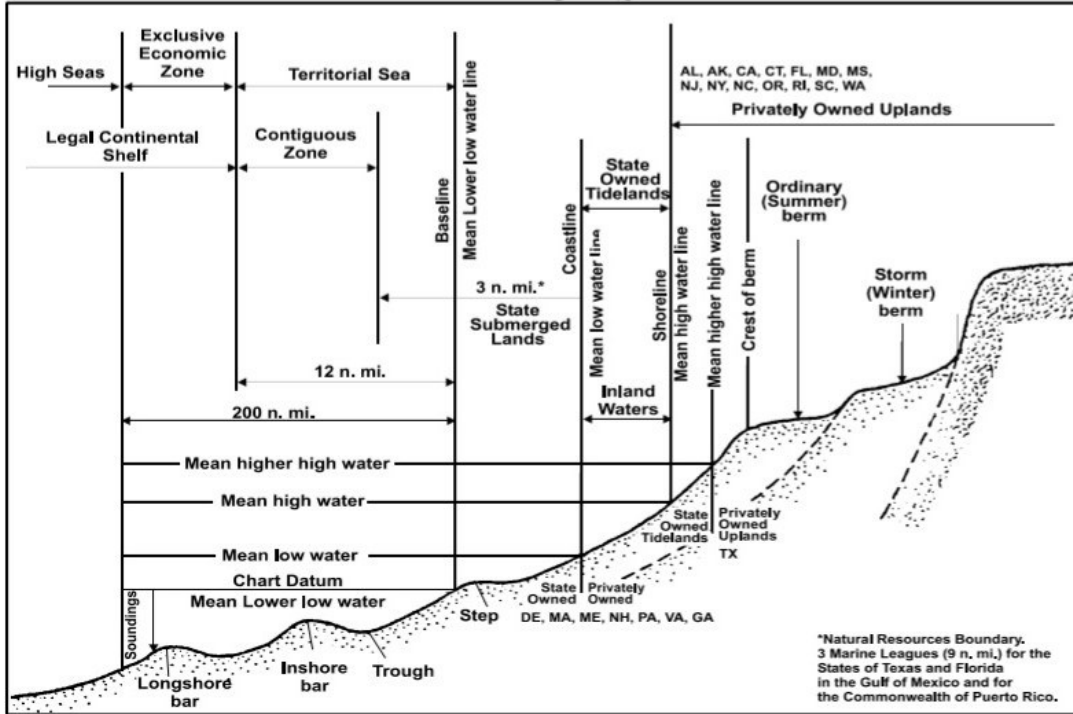 Exclusive
Economic
Zone
High Seas
Territorial Sea
AL, AK, CA, CT, FL, MD, MS,
NJ, NY, NC, OR, RI, SC, WA
Privately Owned Uplands
Legal Continental
Shelf
Contiguous
Zone
State
Owned
Tidelands
Ordinary
(Summer)
berm
Baseline
Mean Lower low water line
Coastline
Mean low water line
Shoreline
Mean high water line
Mean higher high water line
Crest of berm
Storm
(Winter)
berm
3 n. mi.*
State
Submerged
Lands
12 n. mi.
200 n. mi.
Inland
Waters
Mean higher high water
Mean high water
State
Owned
Tidelands
Privately
Owned
Uplands
TX
Mean low water
Chart Datum
Mean Lower low water
Soundings
State
Owned
Privately
Owned
DE, MA, ME, NH, PA, VA, GA
Step
Trough
Inshore
bar
Longshore
bar
*Natural Resources Boundary.
3 Marine Leagues (9 n. mi.) for the
States of Texas and Florida
in the Gulf of Mexico and for
the Commonwealth of Puerto Rico.